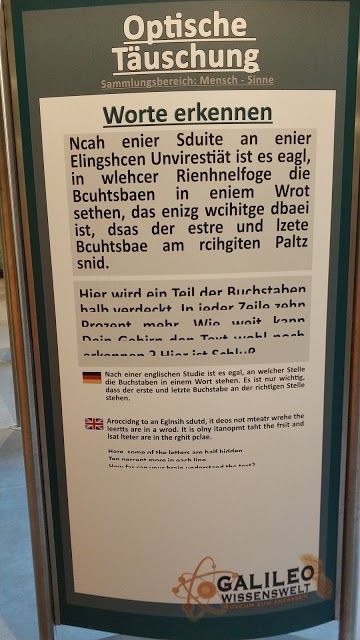 Optische
Täuschung
Sammlungsbereich: Mensch - Sinne
Worte erkennen
Ncah enier Sduite an enier
Elingshcen Unvirestiät ist es eagl,
in wlehcer Rienhnelfoge die
Bcuhtsbaen in eniem Wrot
sethen, das enizg wcihitge dbaei
ist, dsas der estre und lzete
Bcuhtsbae am rcihgiten Paltz
snid.
Hier wird ein Teil der Buchstaben
halb verdeckt. In jeder Zeile zehn
Prozent mehr. Wie weit kann
Dein Gehirn den Text wohl noch
erkennen ? Hier ist Schluß
Nach einer englischen Studie ist es egal, an welcher Stelle
die Buchstaben in einem Wort stehen. Es ist nur wichtig,
dass der erste und letzte Buchstabe an der richtigen Stelle
stehen.
Aroccidng to an Eginsih sdutd, it deos not mteatr wrehe the
leertts are in a wrod. It is olny itanopmt taht the frsit and
lsat lteter are in the rghit pclae.
Here, some of the letters are half hidden.
Ten percent more in each line.
How far can your brain understand the text?
GALILEO
WISSENSWELT
MUSEUM ZUM ANFASSEN